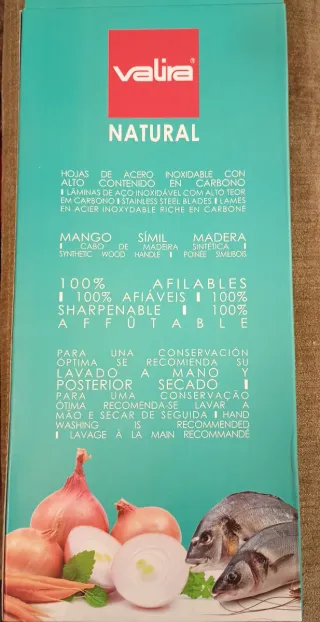 valira®
NATURAL
HOJAS DE ACERO INOXIDABLE CON
ALTO CONTENIDO EN CARBONO
I LÂMINAS DE AÇO INOXIDÁVEL COM ALTO TEOR
EM CARBONO I STAINLESS STEEL BLADES I LAMES
EN ACIER INOXYDABLE RICHE EN CARBONE
MANGO SÍMIL MADERA
I CABO DE MADEIRA SINTÉTICA I
SYNTHETIC WOOD HANDLE I POINÉE SIMILIBOIS
100% AFILABLES
I 100% AFIÁVEIS I 100%
SHARPENABLE I 100%
AFFÛTABLE
PARA UNA CONSERVACIÓN
ÓPTIMA SE RECOMIENDA SU
LAVADO A MANO Y
POSTERIOR SECADO I
PARA UMA CONSERVAÇÃO
ÓTIMA RECOMENDA-SE LAVAR A
MÃO E SECAR DE SEGUIDA I HAND
WASHING IS RECOMMENDED
I LAVAGE À LA MAIN RECOMMANDÉ